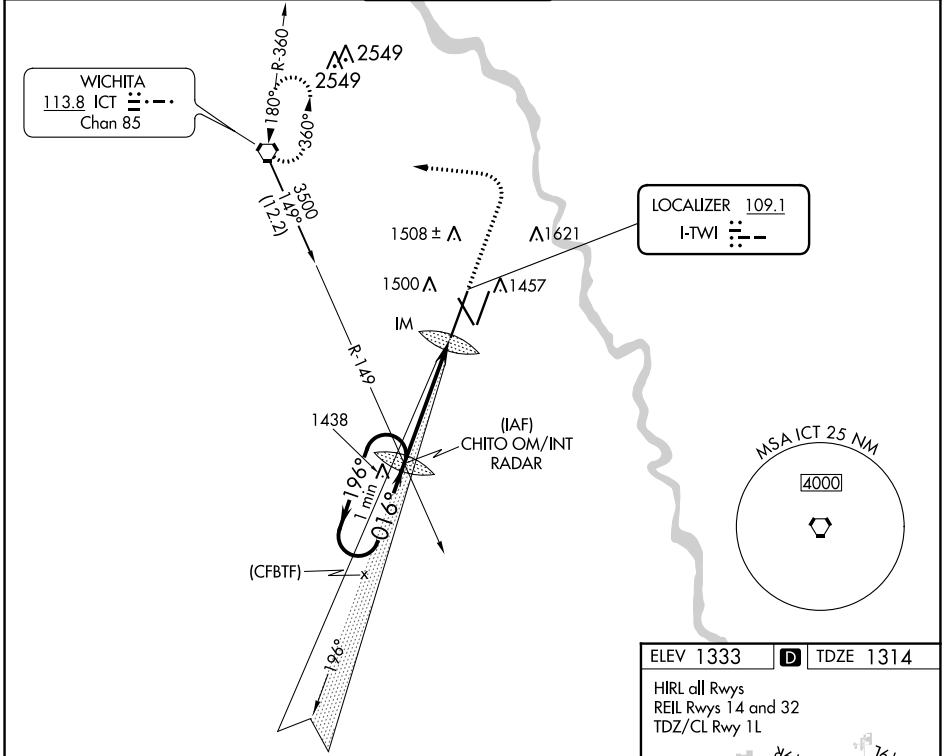 R-360
2549
2549
180°
360°
WICHITA
113.8 ICT
Chan 85
3500
149°
(12.2)
LOCALIZER 109.1
I-TWI
1508 ±
1621
1500
1457
IM
R-149
1438
(IAF)
CHITO OM/INT
RADAR
196°
1 min
016°
(CFBTF)
x
196°
MSA ICT 25 NM
4000
ELEV 1333 D TDZE 1314
HIRL all Rwys
REIL Rwys 14 and 32
TDZ/CL Rwy 1L